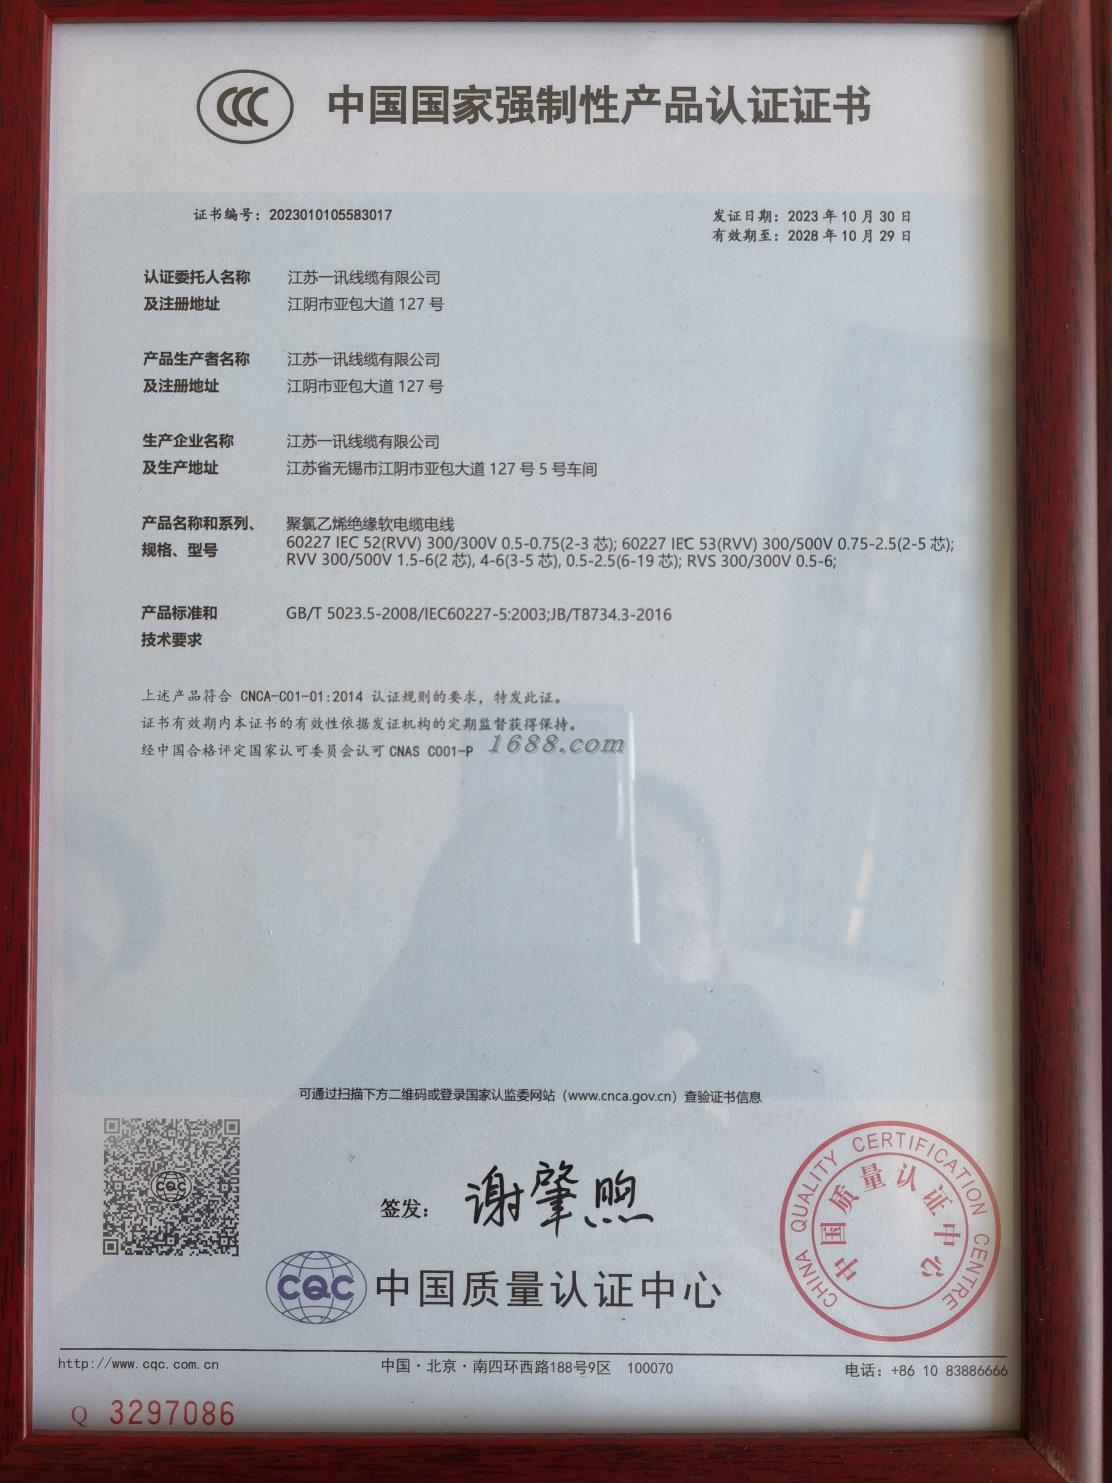 CCC 中国国家强制性产品认证证书
证书编号：2023010105583017
发证日期：2023 年 10 月 30 日
有效期至：2028 年 10 月 29 日
认证委托人名称 江苏一讯线缆有限公司
及注册地址 江阴市亚包大道 127 号
产品生产者名称 江苏一讯线缆有限公司
及注册地址 江阴市亚包大道 127 号
生产企业名称 江苏一讯线缆有限公司
及生产地址 江苏省无锡市江阴市亚包大道 127 号 5 号车间
产品名称和系列、 聚氯乙烯绝缘软电缆电线
60227 IEC 52(RVV) 300/300V 0.5-0.75(2-3 芯); 60227 IEC 53(RVV) 300/500V 0.75-2.5(2-5 芯);
规格、型号 RVV 300/500V 1.5-6(2 芯), 4-6(3-5 芯), 0.5-2.5(6-19 芯); RVS 300/300V 0.5-6;
产品标准和 GB/T 5023.5-2008/IEC60227-5:2003;JB/T8734.3-2016
技术要求
上述产品符合 CNCA-C01-01:2014 认证规则的要求，特发此证。
证书有效期内本证书的有效性依据发证机构的定期监督获得保持。
经中国合格评定国家认可委员会认可 CNAS C001-P
1688.com
可通过扫描下方二维码或登录国家认监委网站（www.cnca.gov.cn）查验证书信息
CQC
签发： 谢肇煦
CQC 中国质量认证中心
CHINA QUALITY CERTIFICATION CENTRE
中国质量认证中心
http://www.cqc.com.cn
中国·北京·南四环西路188号9区 100070
电话：+86 10 83886666
Q 3297086